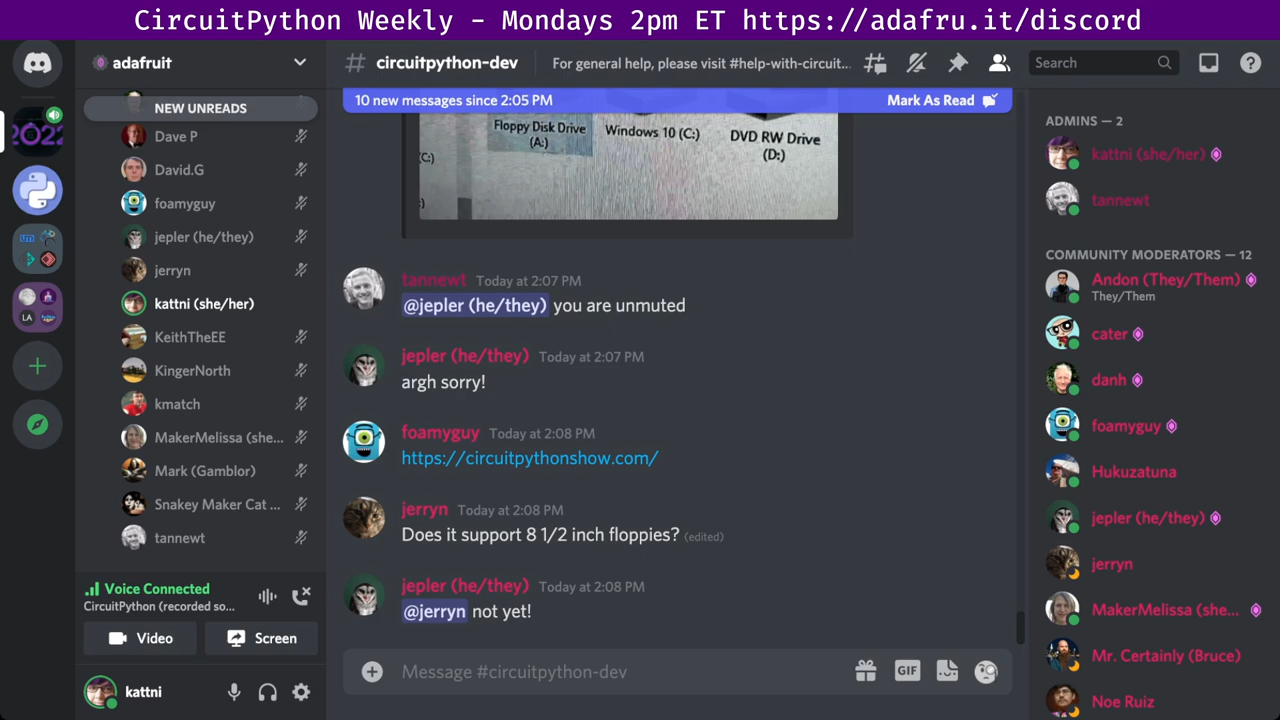 CircuitPython Weekly - Mondays 2pm ET https://adafru.it/discord
adafruit
NEW UNREADS
Dave P
David.G
foamyguy
jepler (he/they)
jerryn
kattni (she/her)
KeithTheEE
KingerNorth
kmatch
MakerMelissa (she...
Mark (Gamblor)
Snakey Maker Cat ...
tannewt
Voice Connected
CircuitPython (recorded so...
Video
Screen
kattni
2022
LA
# circuitpython-dev
For general help, please visit #help-with-circuit...
Search
10 new messages since 2:05 PM
Mark As Read
Floppy Disk Drive
(A:)
Windows 10 (C:)
DVD RW Drive
(D:)
(C:)
tannewt Today at 2:07 PM
@jepler (he/they) you are unmuted
jepler (he/they) Today at 2:07 PM
argh sorry!
foamyguy Today at 2:08 PM
https://circuitpythonshow.com/
jerryn Today at 2:08 PM
Does it support 8 1/2 inch floppies? (edited)
jepler (he/they) Today at 2:08 PM
@jerryn not yet!
Message #circuitpython-dev
GIF
ADMINS — 2
kattni (she/her)
tannewt
COMMUNITY MODERATORS — 12
Andon (They/Them)
They/Them
cater
danh
foamyguy
Hukuzatuna
jepler (he/they)
jerryn
MakerMelissa (she...
Mr. Certainly (Bruce)
Noe Ruiz